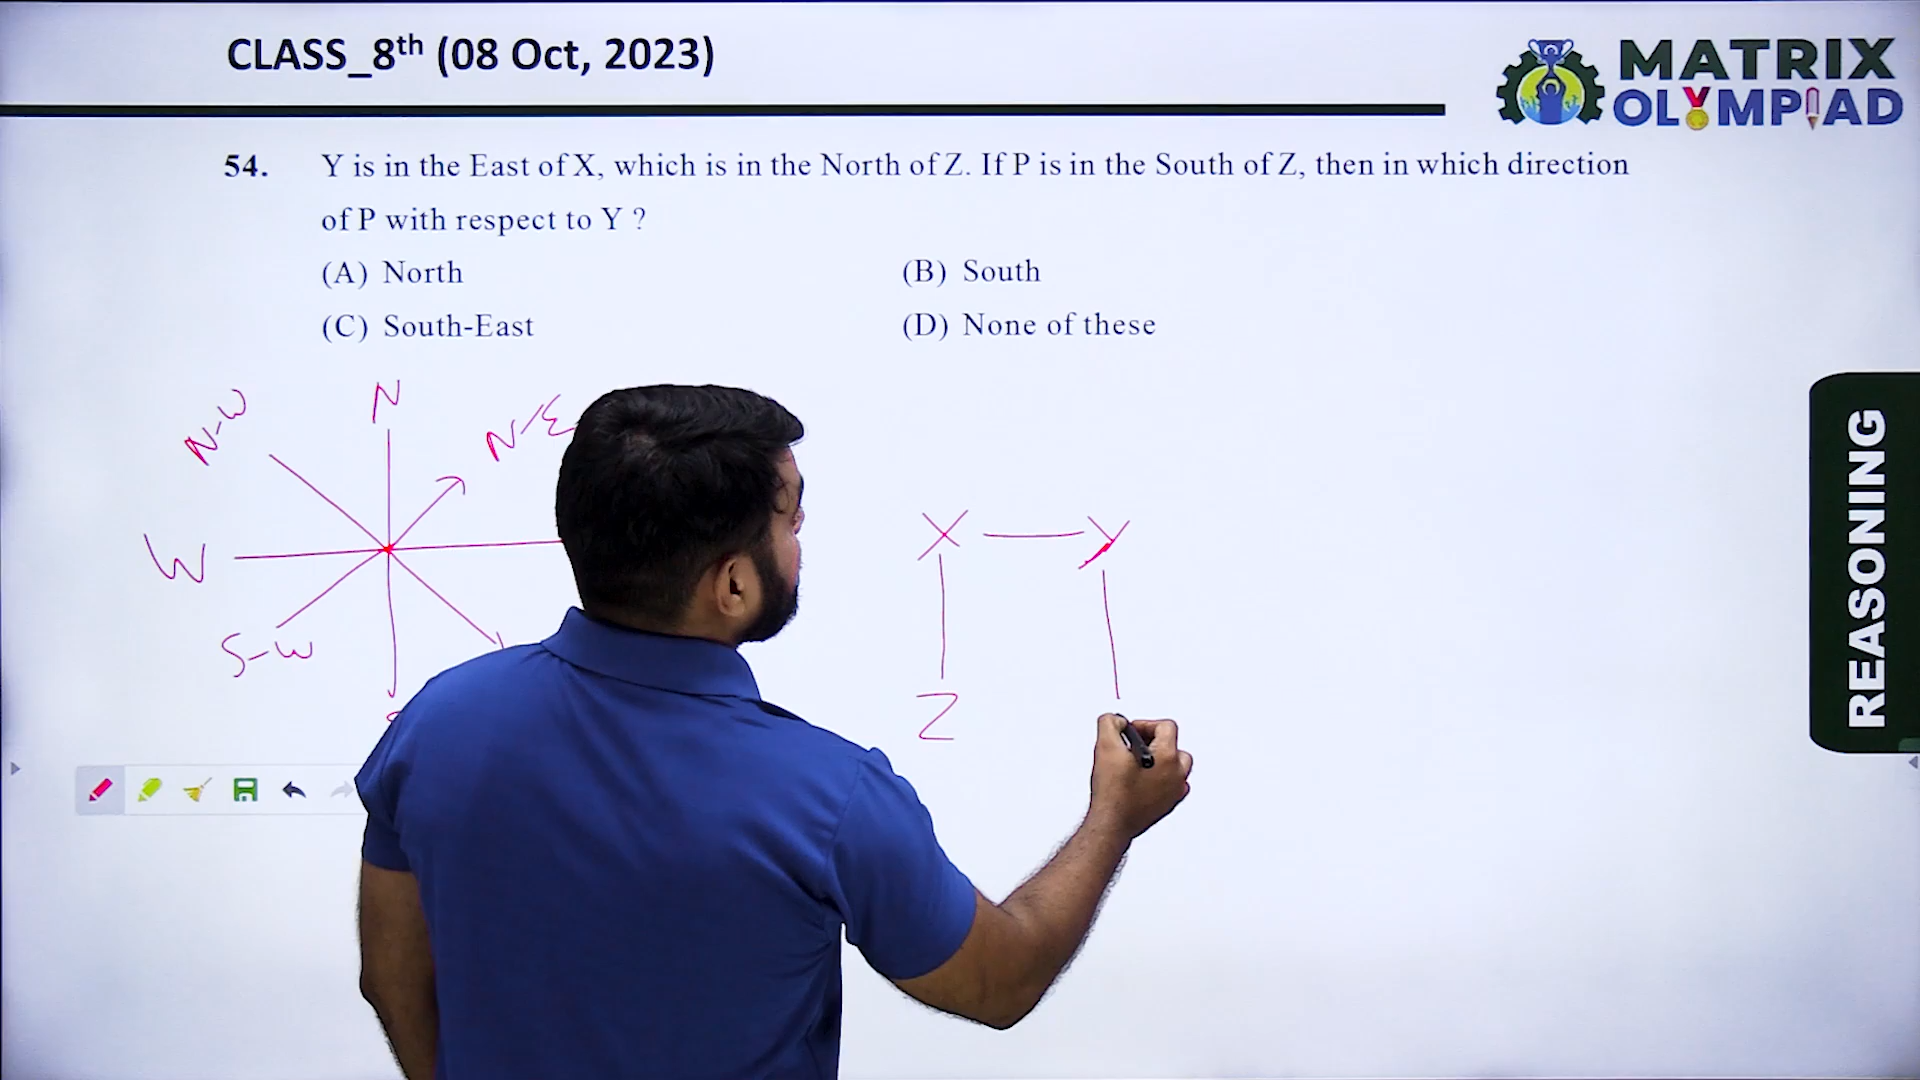 CLASS_8th (08 Oct, 2023)
MATRIX
OLYMPIAD
54. Y is in the East of X, which is in the North of Z. If P is in the South of Z, then in which direction
of P with respect to Y ?
(A) North
(B) South
(C) South-East
(D) None of these
N-W
N
N-E
W
S-W
X
Y
Z
REASONING